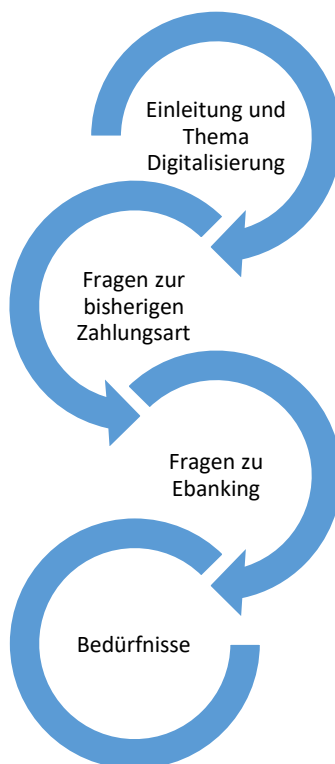 Einleitung und
Thema
Digitalisierung
Fragen zur
bisherigen
Zahlungsart
Fragen zu
Ebanking
Bedürfnisse